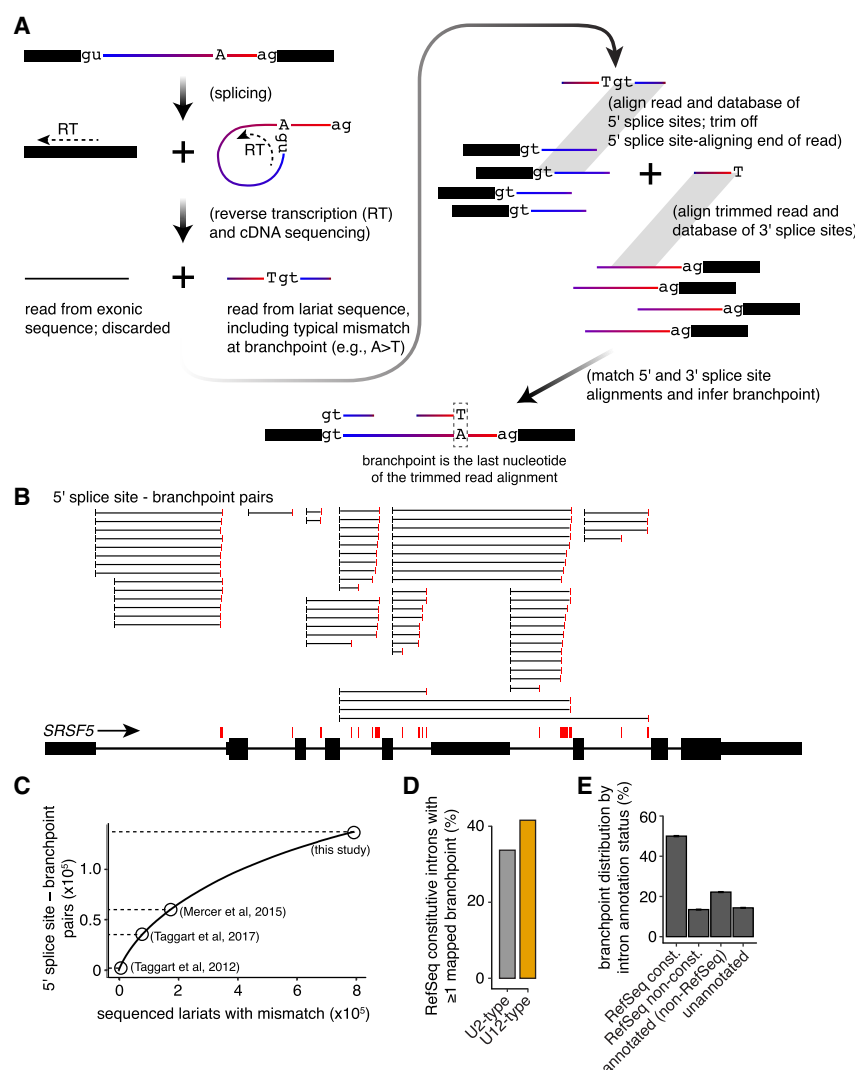 A
gu A ag
(splicing)
RT
+
A ag
gu
RT
(reverse transcription (RT)
and cDNA sequencing)
+
Tgt
read from exonic
sequence; discarded
read from lariat sequence,
including typical mismatch
at branchpoint (e.g., A>T)
Tgt
(align read and database of
5' splice sites; trim off
5' splice site-aligning end of read)
gt
gt
gt
gt
+
T
(align trimmed read and
database of 3' splice sites)
ag
ag
ag
ag
(match 5' and 3' splice site
alignments and infer branchpoint)
gt T
gt A ag
branchpoint is the last nucleotide
of the trimmed read alignment
B
5' splice site - branchpoint pairs
SRSF5
C
5' splice site – branchpoint
pairs (x10⁵)
1.0
0.5
0
(this study)
(Mercer et al, 2015)
(Taggart et al, 2017)
(Taggart et al, 2012)
0 2 4 6 8
sequenced lariats with mismatch (x10⁵)
D
RefSeq constitutive introns with
≥1 mapped branchpoint (%)
40
20
0
U2-type
U12-type
E
branchpoint distribution by
intron annotation status (%)
60
40
20
0
RefSeq const.
RefSeq non-const.
annotated (non-RefSeq)
unannotated